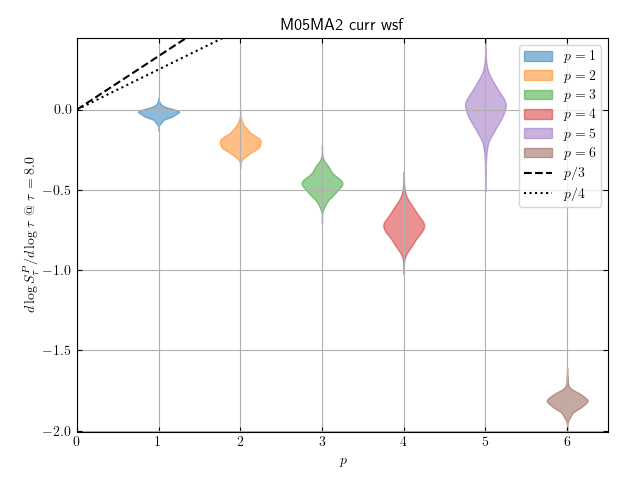 M05MA2 curr wsf
d log S_τ^P / d log τ @ τ = 8.0
0.0
−0.5
−1.0
−1.5
−2.0
0 1 2 3 4 5 6
p
p = 1
p = 2
p = 3
p = 4
p = 5
p = 6
p/3
p/4